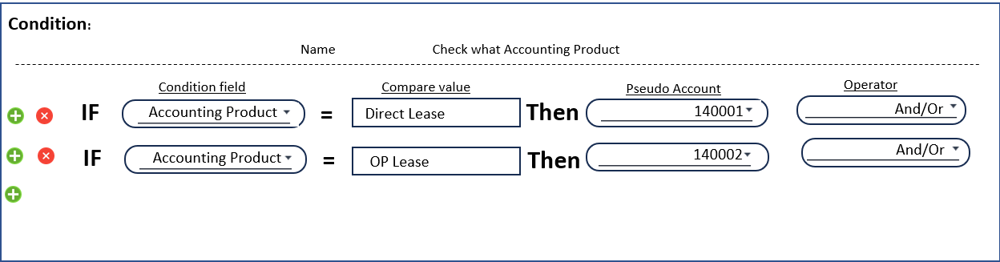 Condition:
Name Check what Accounting Product
Condition field Compare value Pseudo Account Operator
IF Accounting Product = Direct Lease Then 140001 And/Or
IF Accounting Product = OP Lease Then 140002 And/Or